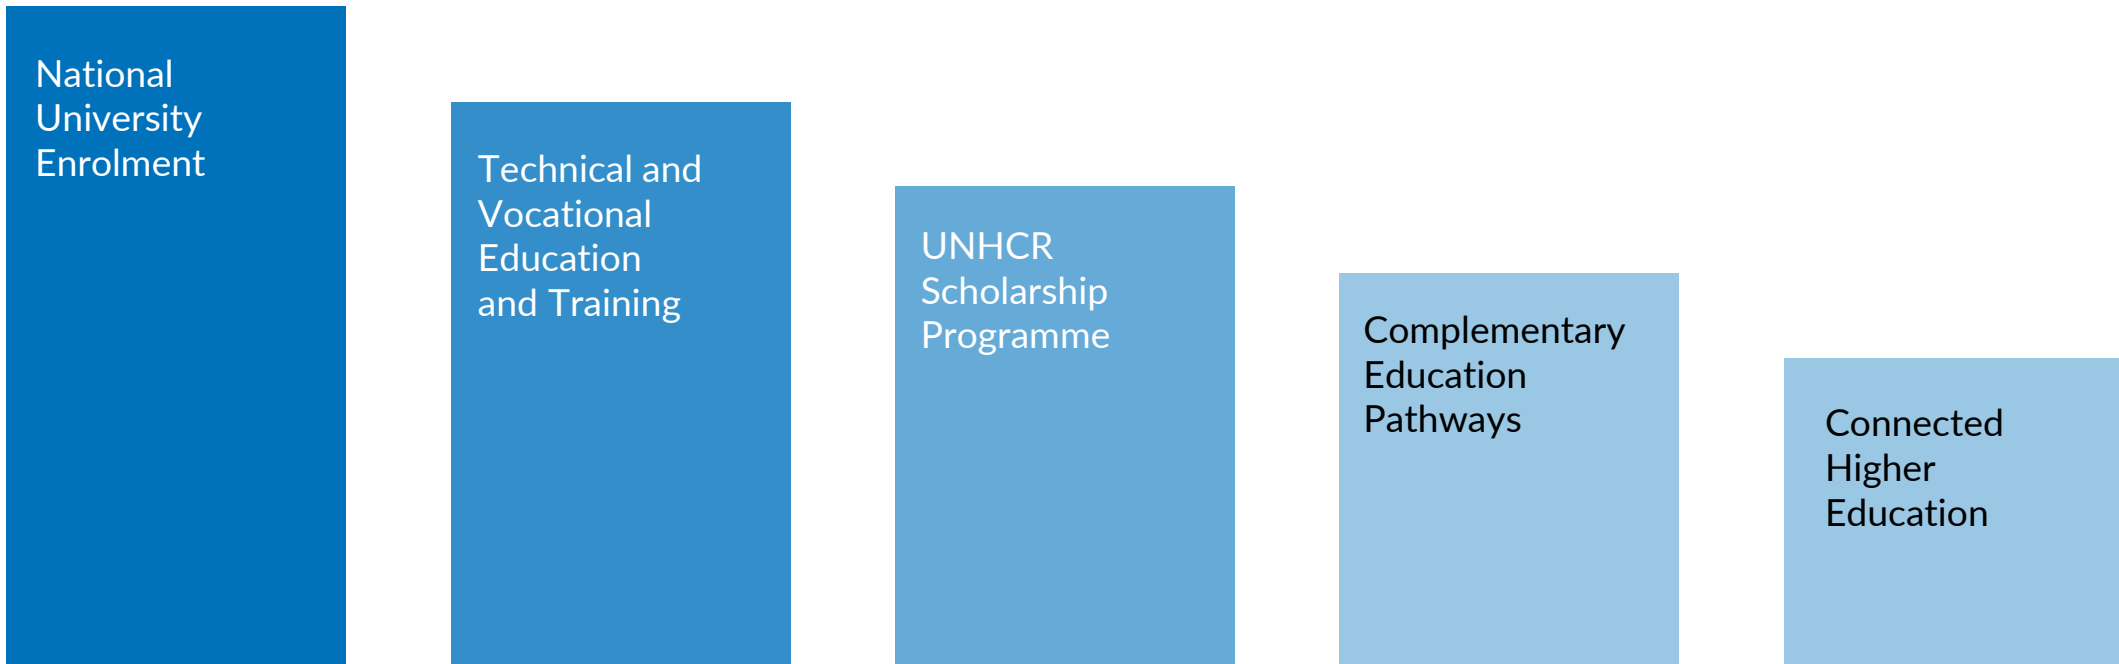 National
University
Enrolment
Technical and
Vocational
Education
and Training
UNHCR
Scholarship
Programme
Complementary
Education
Pathways
Connected
Higher
Education